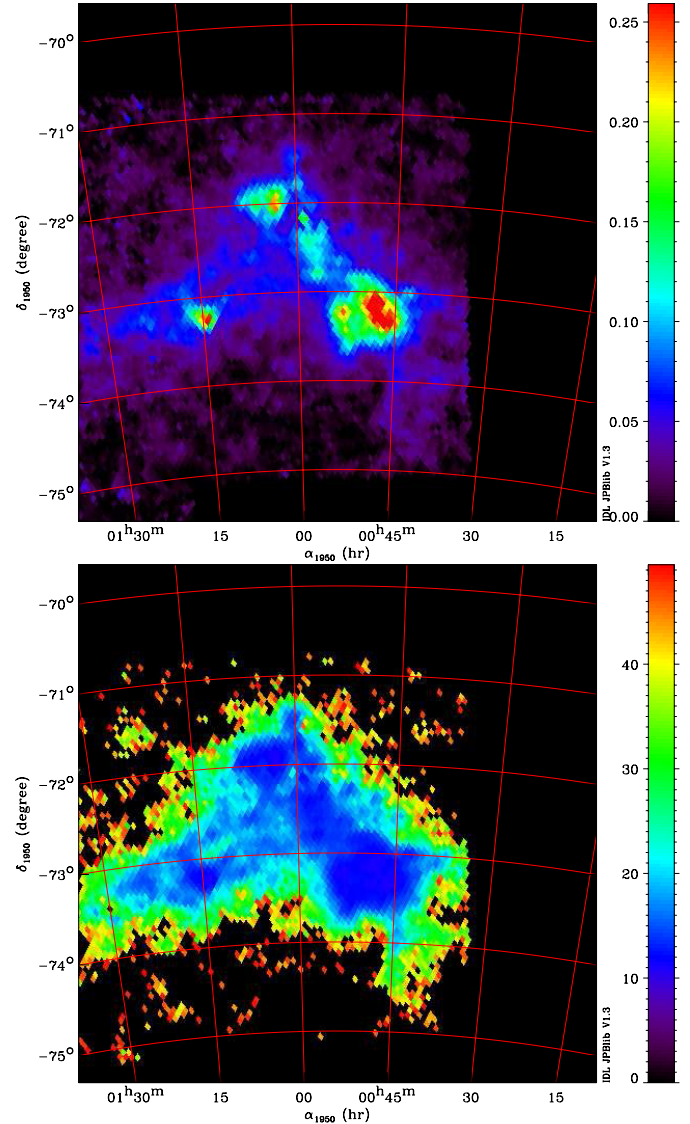 0.25
0.20
0.15
0.10
0.05
0.00
−70°
−71°
−72°
−73°
−74°
−75°
δ1950 (degree)
01h30m 15 00 00h45m 30 15
α1950 (hr)
IDL JPBlib V1.3
40
30
20
10
0
−70°
−71°
−72°
−73°
−74°
−75°
δ1950 (degree)
01h30m 15 00 00h45m 30 15
α1950 (hr)
IDL JPBlib V1.3